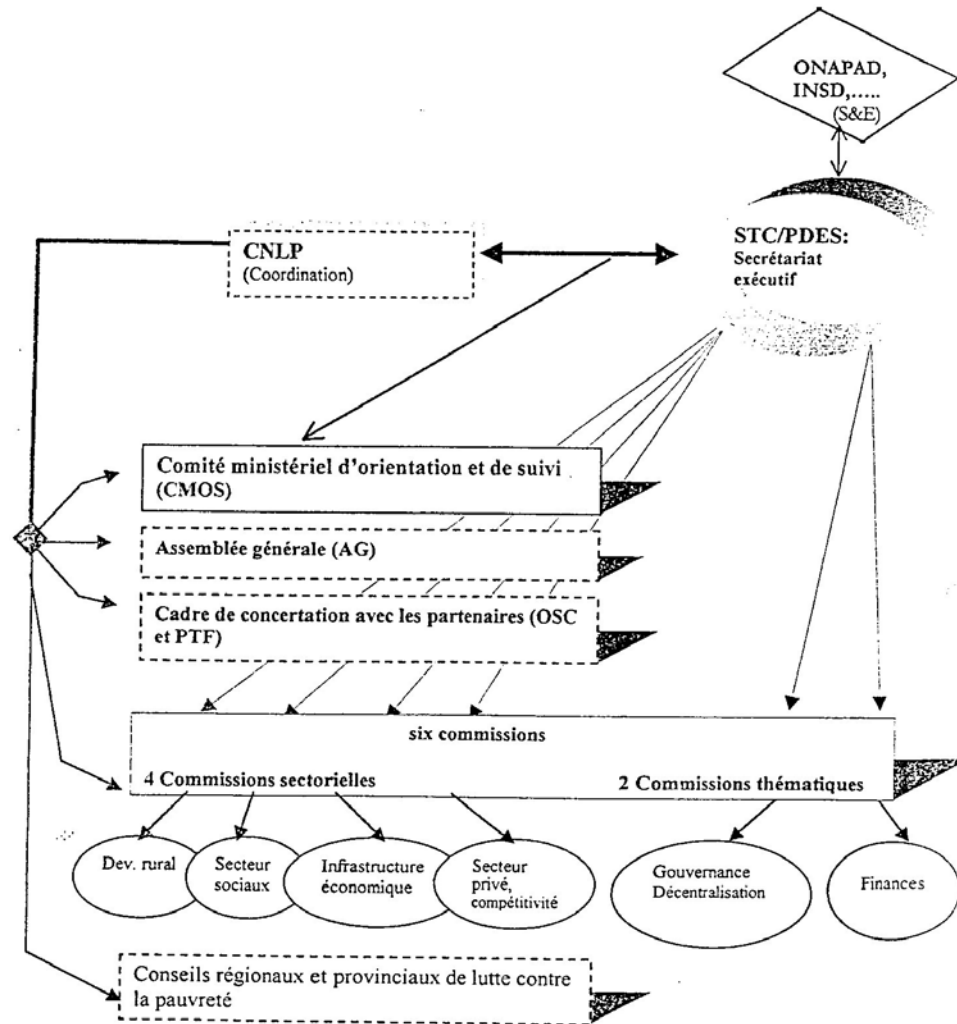 ONAPAD,
INSD,.....
(S&E)
STC/PDES:
Secrétariat
exécutif
CNLP
(Coordination)
Comité ministériel d'orientation et de suivi
(CMOS)
Assemblée générale (AG)
Cadre de concertation avec les partenaires (OSC
et PTF)
six commissions
4 Commissions sectorielles
2 Commissions thématiques
Dev. rural
Secteur
sociaux
Infrastructure
économique
Secteur
privé,
compétitivité
Gouvernance
Décentralisation
Finances
Conseils régionaux et provinciaux de lutte contre
la pauvreté